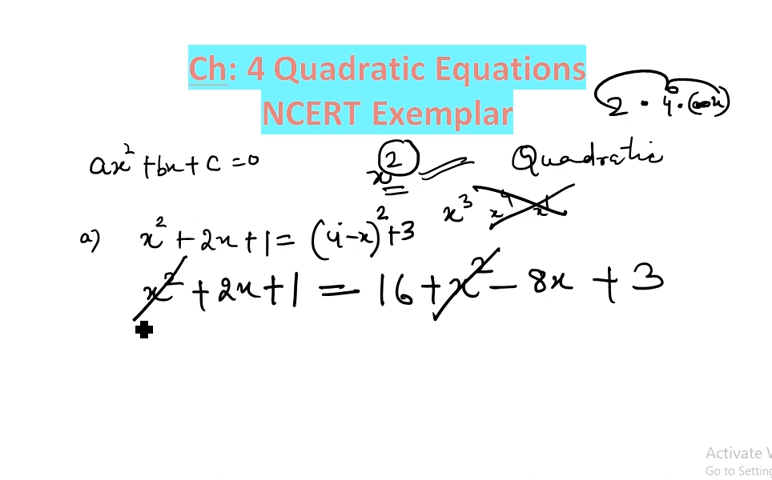 Ch: 4 Quadratic Equations
NCERT Exemplar
2 · 4 · (
ax² + bx + c = 0
x² Quadratic
x³ x⁴
a) x² + 2x + 1 = (4-x)² + 3
x² + 2x + 1 = 16 + x² - 8x + 3
Activate
Go to Setting